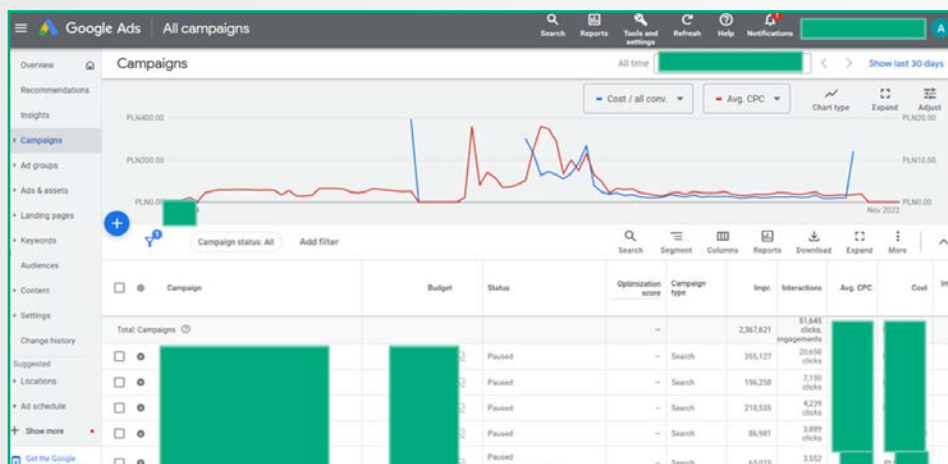 Google Ads All campaigns
Search Reports Tools and settings Refresh Help Notifications A
Overview
Recommendations
Insights
Campaigns
Ad groups
Ads & assets
Landing pages
Keywords
Audiences
Content
Settings
Change history
Suggested
Locations
Ad schedule
Show more
Get the Google
Campaigns All time Show last 30 days
Cost / all conv. Avg. CPC Chart type Expand Adjust
PLN400.00 PLN20.00
PLN200.00 PLN10.00
PLN0.00 PLN0.00
Nov 2022
Campaign status: All Add filter Search Segment Columns Reports Download Expand More
Campaign Budget Status Optimization score Campaign type Impr. Interactions Avg. CPC Cost
Total: Campaigns – 2,367,621 51,645 clicks, engagements
Paused – Search 355,127 20,658 clicks
Paused – Search 196,258 7,150 clicks
Paused – Search 218,535 4,239 clicks
Paused – Search 86,981 3,889 clicks
Paused – Search 3,552